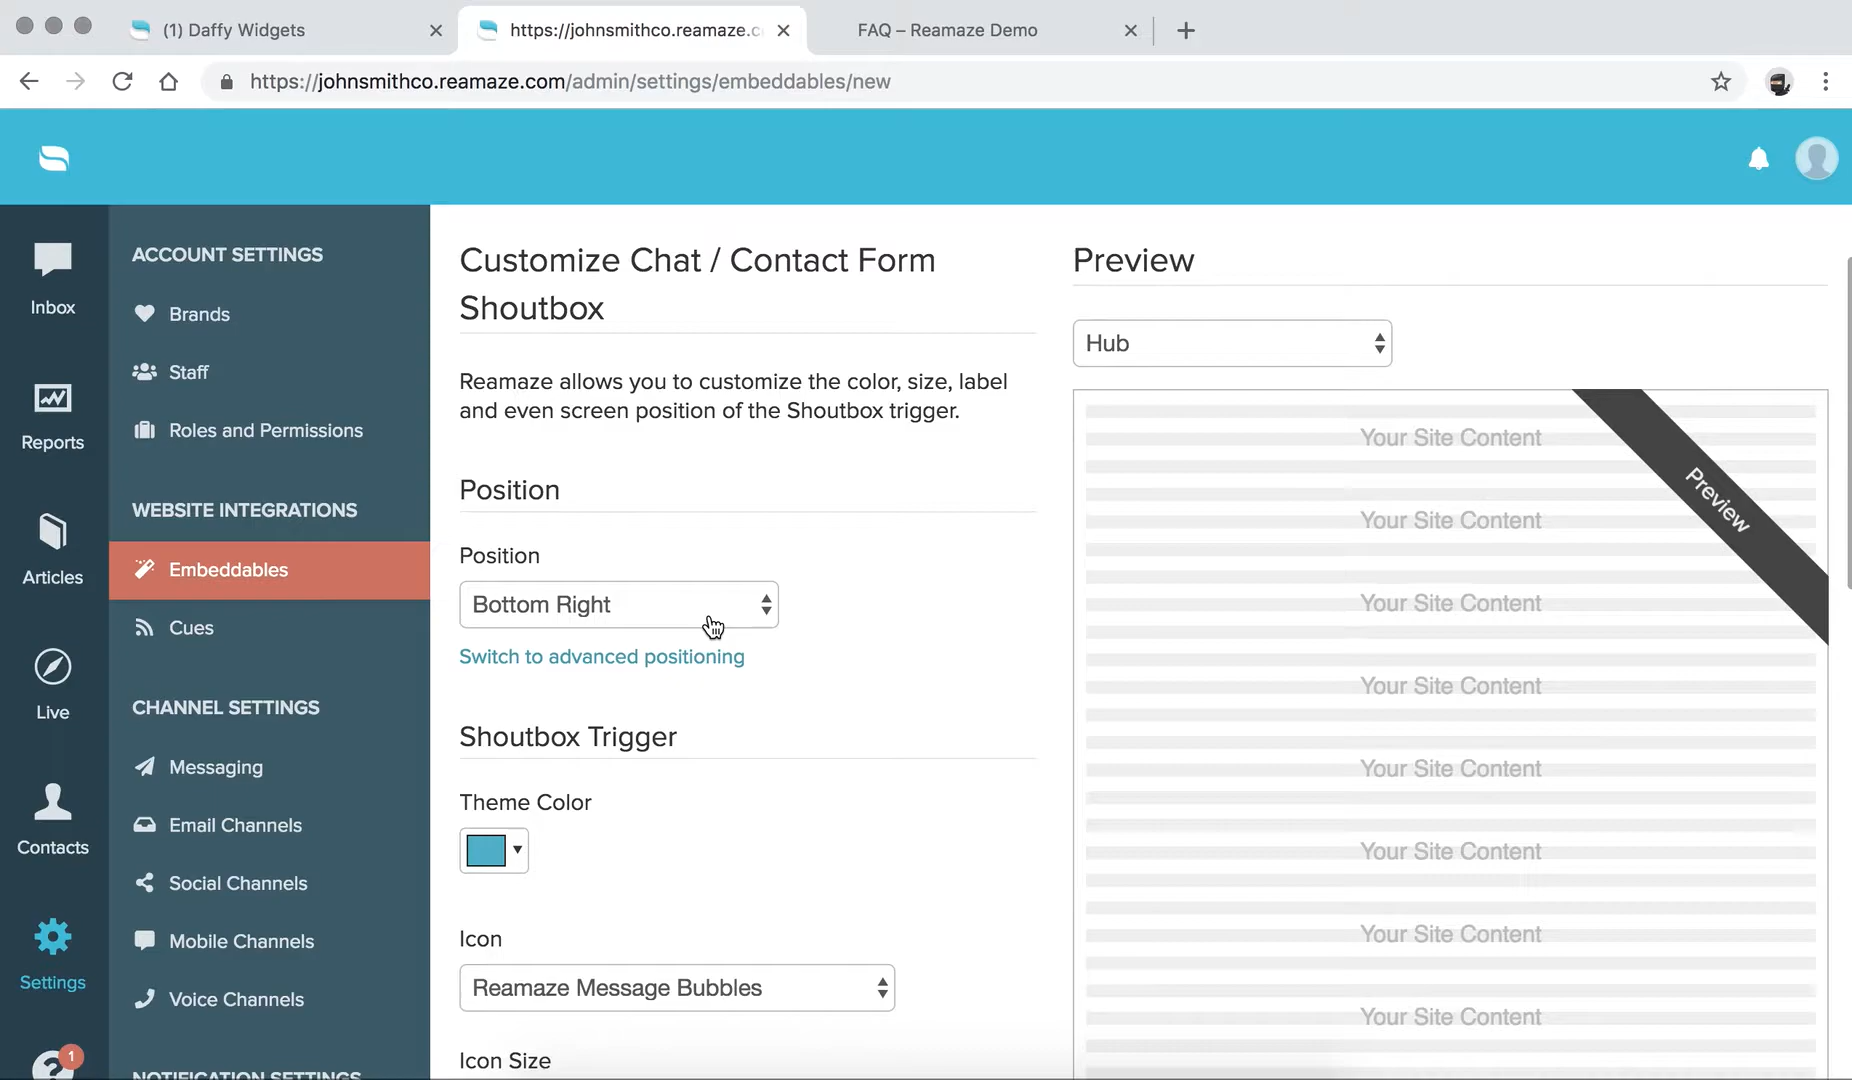 (1) Daffy Widgets
https://johnsmithco.reamaze.c
FAQ – Reamaze Demo
https://johnsmithco.reamaze.com/admin/settings/embeddables/new
Inbox
Reports
Articles
Live
Contacts
Settings
1
ACCOUNT SETTINGS
Brands
Staff
Roles and Permissions
WEBSITE INTEGRATIONS
Embeddables
Cues
CHANNEL SETTINGS
Messaging
Email Channels
Social Channels
Mobile Channels
Voice Channels
NOTIFICATION SETTINGS
Customize Chat / Contact Form
Shoutbox
Reamaze allows you to customize the color, size, label
and even screen position of the Shoutbox trigger.
Position
Position
Bottom Right
Switch to advanced positioning
Shoutbox Trigger
Theme Color
Icon
Reamaze Message Bubbles
Icon Size
Preview
Hub
Preview
Your Site Content
Your Site Content
Your Site Content
Your Site Content
Your Site Content
Your Site Content
Your Site Content
Your Site Content